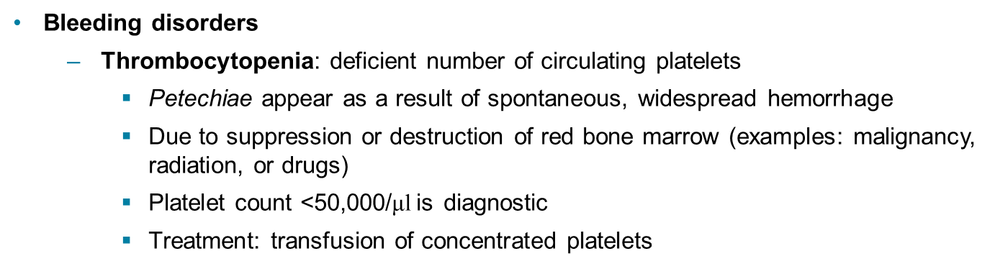 • Bleeding disorders
– Thrombocytopenia: deficient number of circulating platelets
▪ Petechiae appear as a result of spontaneous, widespread hemorrhage
▪ Due to suppression or destruction of red bone marrow (examples: malignancy,
radiation, or drugs)
▪ Platelet count <50,000/μl is diagnostic
▪ Treatment: transfusion of concentrated platelets